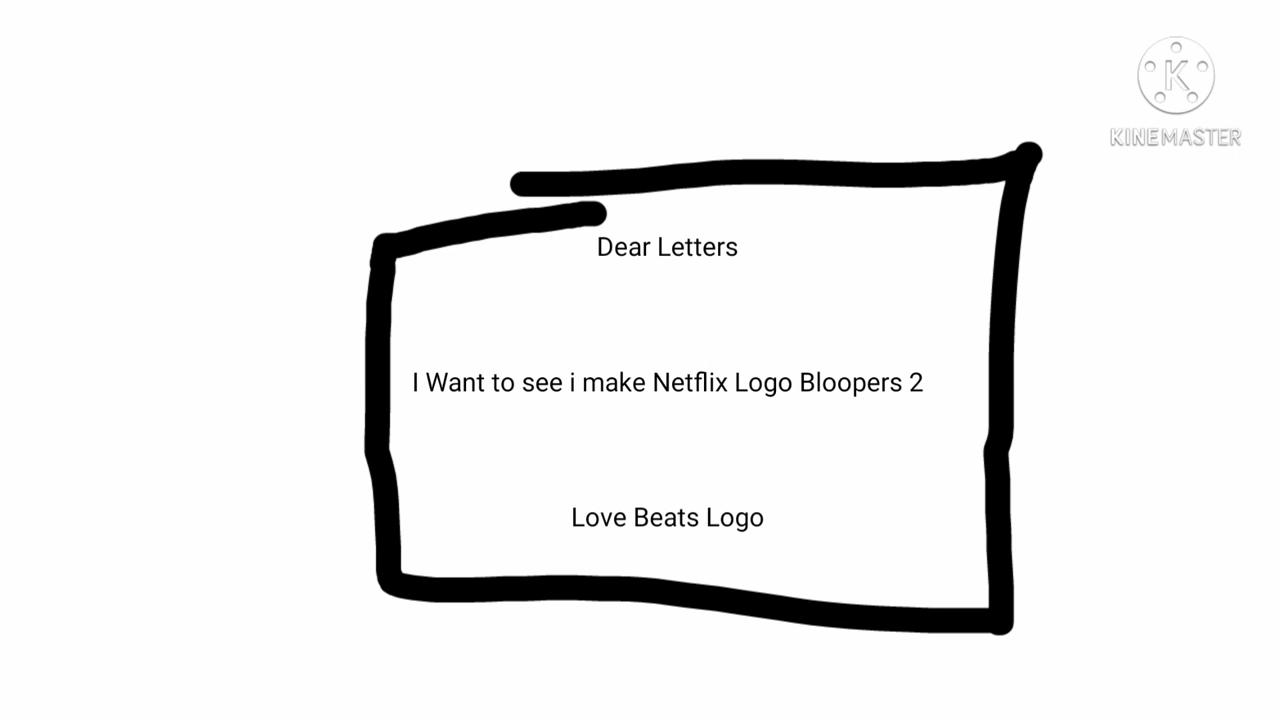 K
KINEMASTER
Dear Letters
I Want to see i make Netflix Logo Bloopers 2
Love Beats Logo